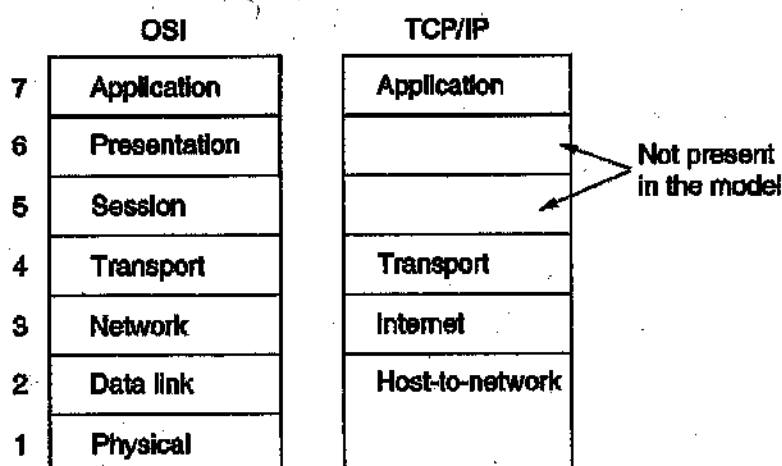 OSI TCP/IP
7 Application Application
6 Presentation
Not present
in the model
5 Session
4 Transport Transport
3 Network Internet
2 Data link Host-to-network
1 Physical